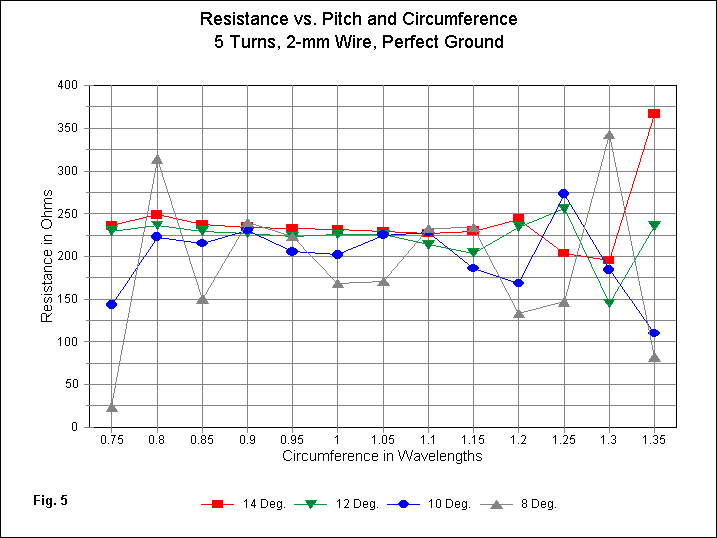 Resistance vs. Pitch and Circumference
5 Turns, 2-mm Wire, Perfect Ground
Resistance in Ohms
400
350
300
250
200
150
100
50
0
0.75 0.8 0.85 0.9 0.95 1 1.05 1.1 1.15 1.2 1.25 1.3 1.35
Circumference in Wavelengths
Fig. 5
14 Deg. 12 Deg. 10 Deg. 8 Deg.